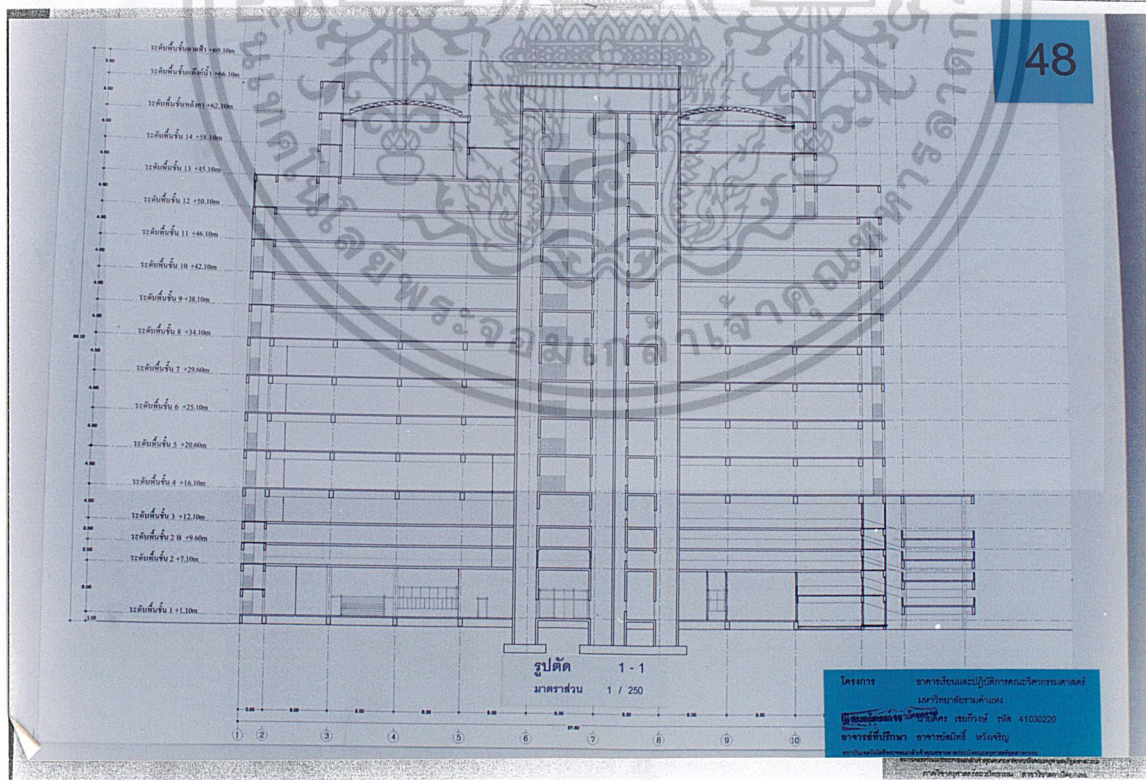 48
ระดับพื้นชั้นดาดฟ้า +69.10m
ระดับพื้นชั้นแท็งค์น้ำ +66.10m
ระดับพื้นชั้นหลังคา +62.10m
ระดับพื้นชั้น 14 +58.10m
ระดับพื้นชั้น 13 +45.10m
ระดับพื้นชั้น 12 +50.10m
ระดับพื้นชั้น 11 +46.10m
ระดับพื้นชั้น 10 +42.10m
ระดับพื้นชั้น 9 +38.10m
ระดับพื้นชั้น 8 +34.10m
ระดับพื้นชั้น 7 +29.60m
ระดับพื้นชั้น 6 +25.10m
ระดับพื้นชั้น 5 +20.60m
ระดับพื้นชั้น 4 +16.10m
ระดับพื้นชั้น 3 +12.10m
ระดับพื้นชั้น 2 B +9.60m
ระดับพื้นชั้น 2 +7.10m
ระดับพื้นชั้น 1 +1.10m
รูปตัด 1 - 1
มาตราส่วน 1 / 250
1 2 3 4 5 6 7 8 9 10
โครงการ อาคารเรียนและปฏิบัติการคณะวิศวกรรมศาสตร์
มหาวิทยาลัยรามคำแหง
รหัส 41030220
อาจารย์ที่ปรึกษา อาจารย์สมิทธิ์ หวังเจริญ